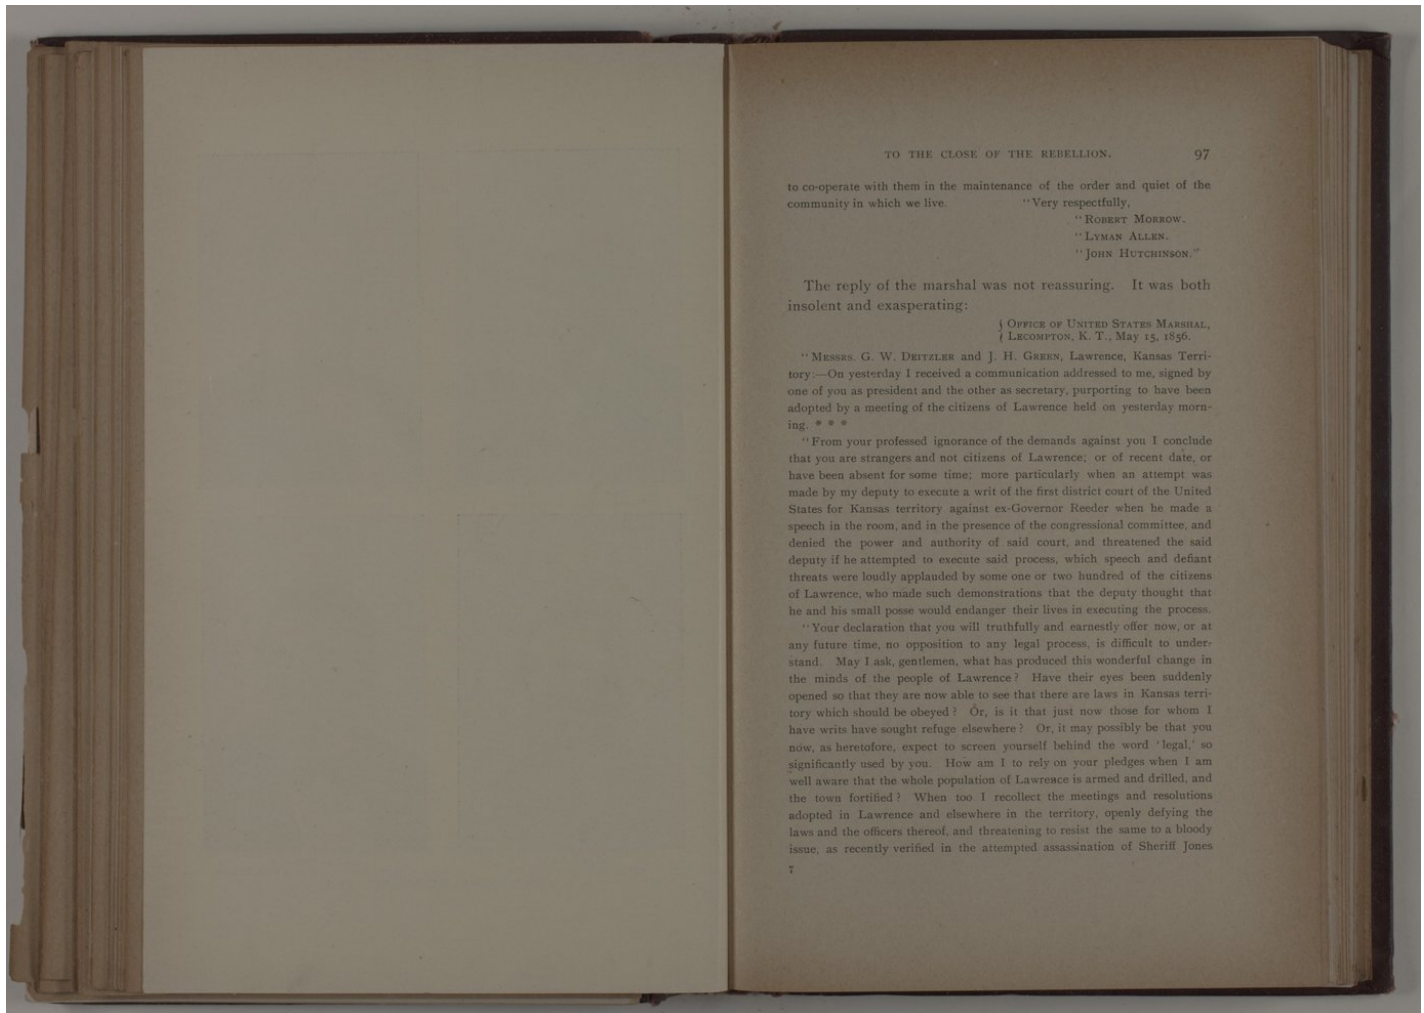 TO THE CLOSE OF THE REBELLION. 97
to co-operate with them in the maintenance of the order and quiet of the
community in which we live. "Very respectfully,
"ROBERT MORROW.
"LYMAN ALLEN.
"JOHN HUTCHINSON."
The reply of the marshal was not reassuring. It was both
insolent and exasperating:
{ OFFICE OF UNITED STATES MARSHAL,
{ LECOMPTON, K. T., May 15, 1856.
"MESSRS. G. W. DEITZLER and J. H. GREEN, Lawrence, Kansas Terri-
tory:—On yesterday I received a communication addressed to me, signed by
one of you as president and the other as secretary, purporting to have been
adopted by a meeting of the citizens of Lawrence held on yesterday morn-
ing. * * *
"From your professed ignorance of the demands against you I conclude
that you are strangers and not citizens of Lawrence; or of recent date, or
have been absent for some time; more particularly when an attempt was
made by my deputy to execute a writ of the first district court of the United
States for Kansas territory against ex-Governor Reeder when he made a
speech in the room, and in the presence of the congressional committee, and
denied the power and authority of said court, and threatened the said
deputy if he attempted to execute said process, which speech and defiant
threats were loudly applauded by some one or two hundred of the citizens
of Lawrence, who made such demonstrations that the deputy thought that
he and his small posse would endanger their lives in executing the process.
"Your declaration that you will truthfully and earnestly offer now, or at
any future time, no opposition to any legal process, is difficult to under-
stand. May I ask, gentlemen, what has produced this wonderful change in
the minds of the people of Lawrence? Have their eyes been suddenly
opened so that they are now able to see that there are laws in Kansas terri-
tory which should be obeyed? Or, is it that just now those for whom I
have writs have sought refuge elsewhere? Or, it may possibly be that you
now, as heretofore, expect to screen yourself behind the word 'legal,' so
significantly used by you. How am I to rely on your pledges when I am
well aware that the whole population of Lawrence is armed and drilled, and
the town fortified? When too I recollect the meetings and resolutions
adopted in Lawrence and elsewhere in the territory, openly defying the
laws and the officers thereof, and threatening to resist the same to a bloody
issue, as recently verified in the attempted assassination of Sheriff Jones
7